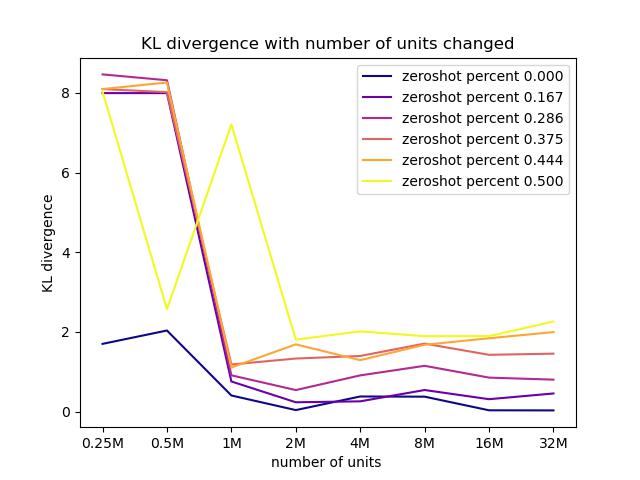 KL divergence with number of units changed
zeroshot percent 0.000
zeroshot percent 0.167
zeroshot percent 0.286
zeroshot percent 0.375
zeroshot percent 0.444
zeroshot percent 0.500
KL divergence
8
6
4
2
0
0.25M 0.5M 1M 2M 4M 8M 16M 32M
number of units